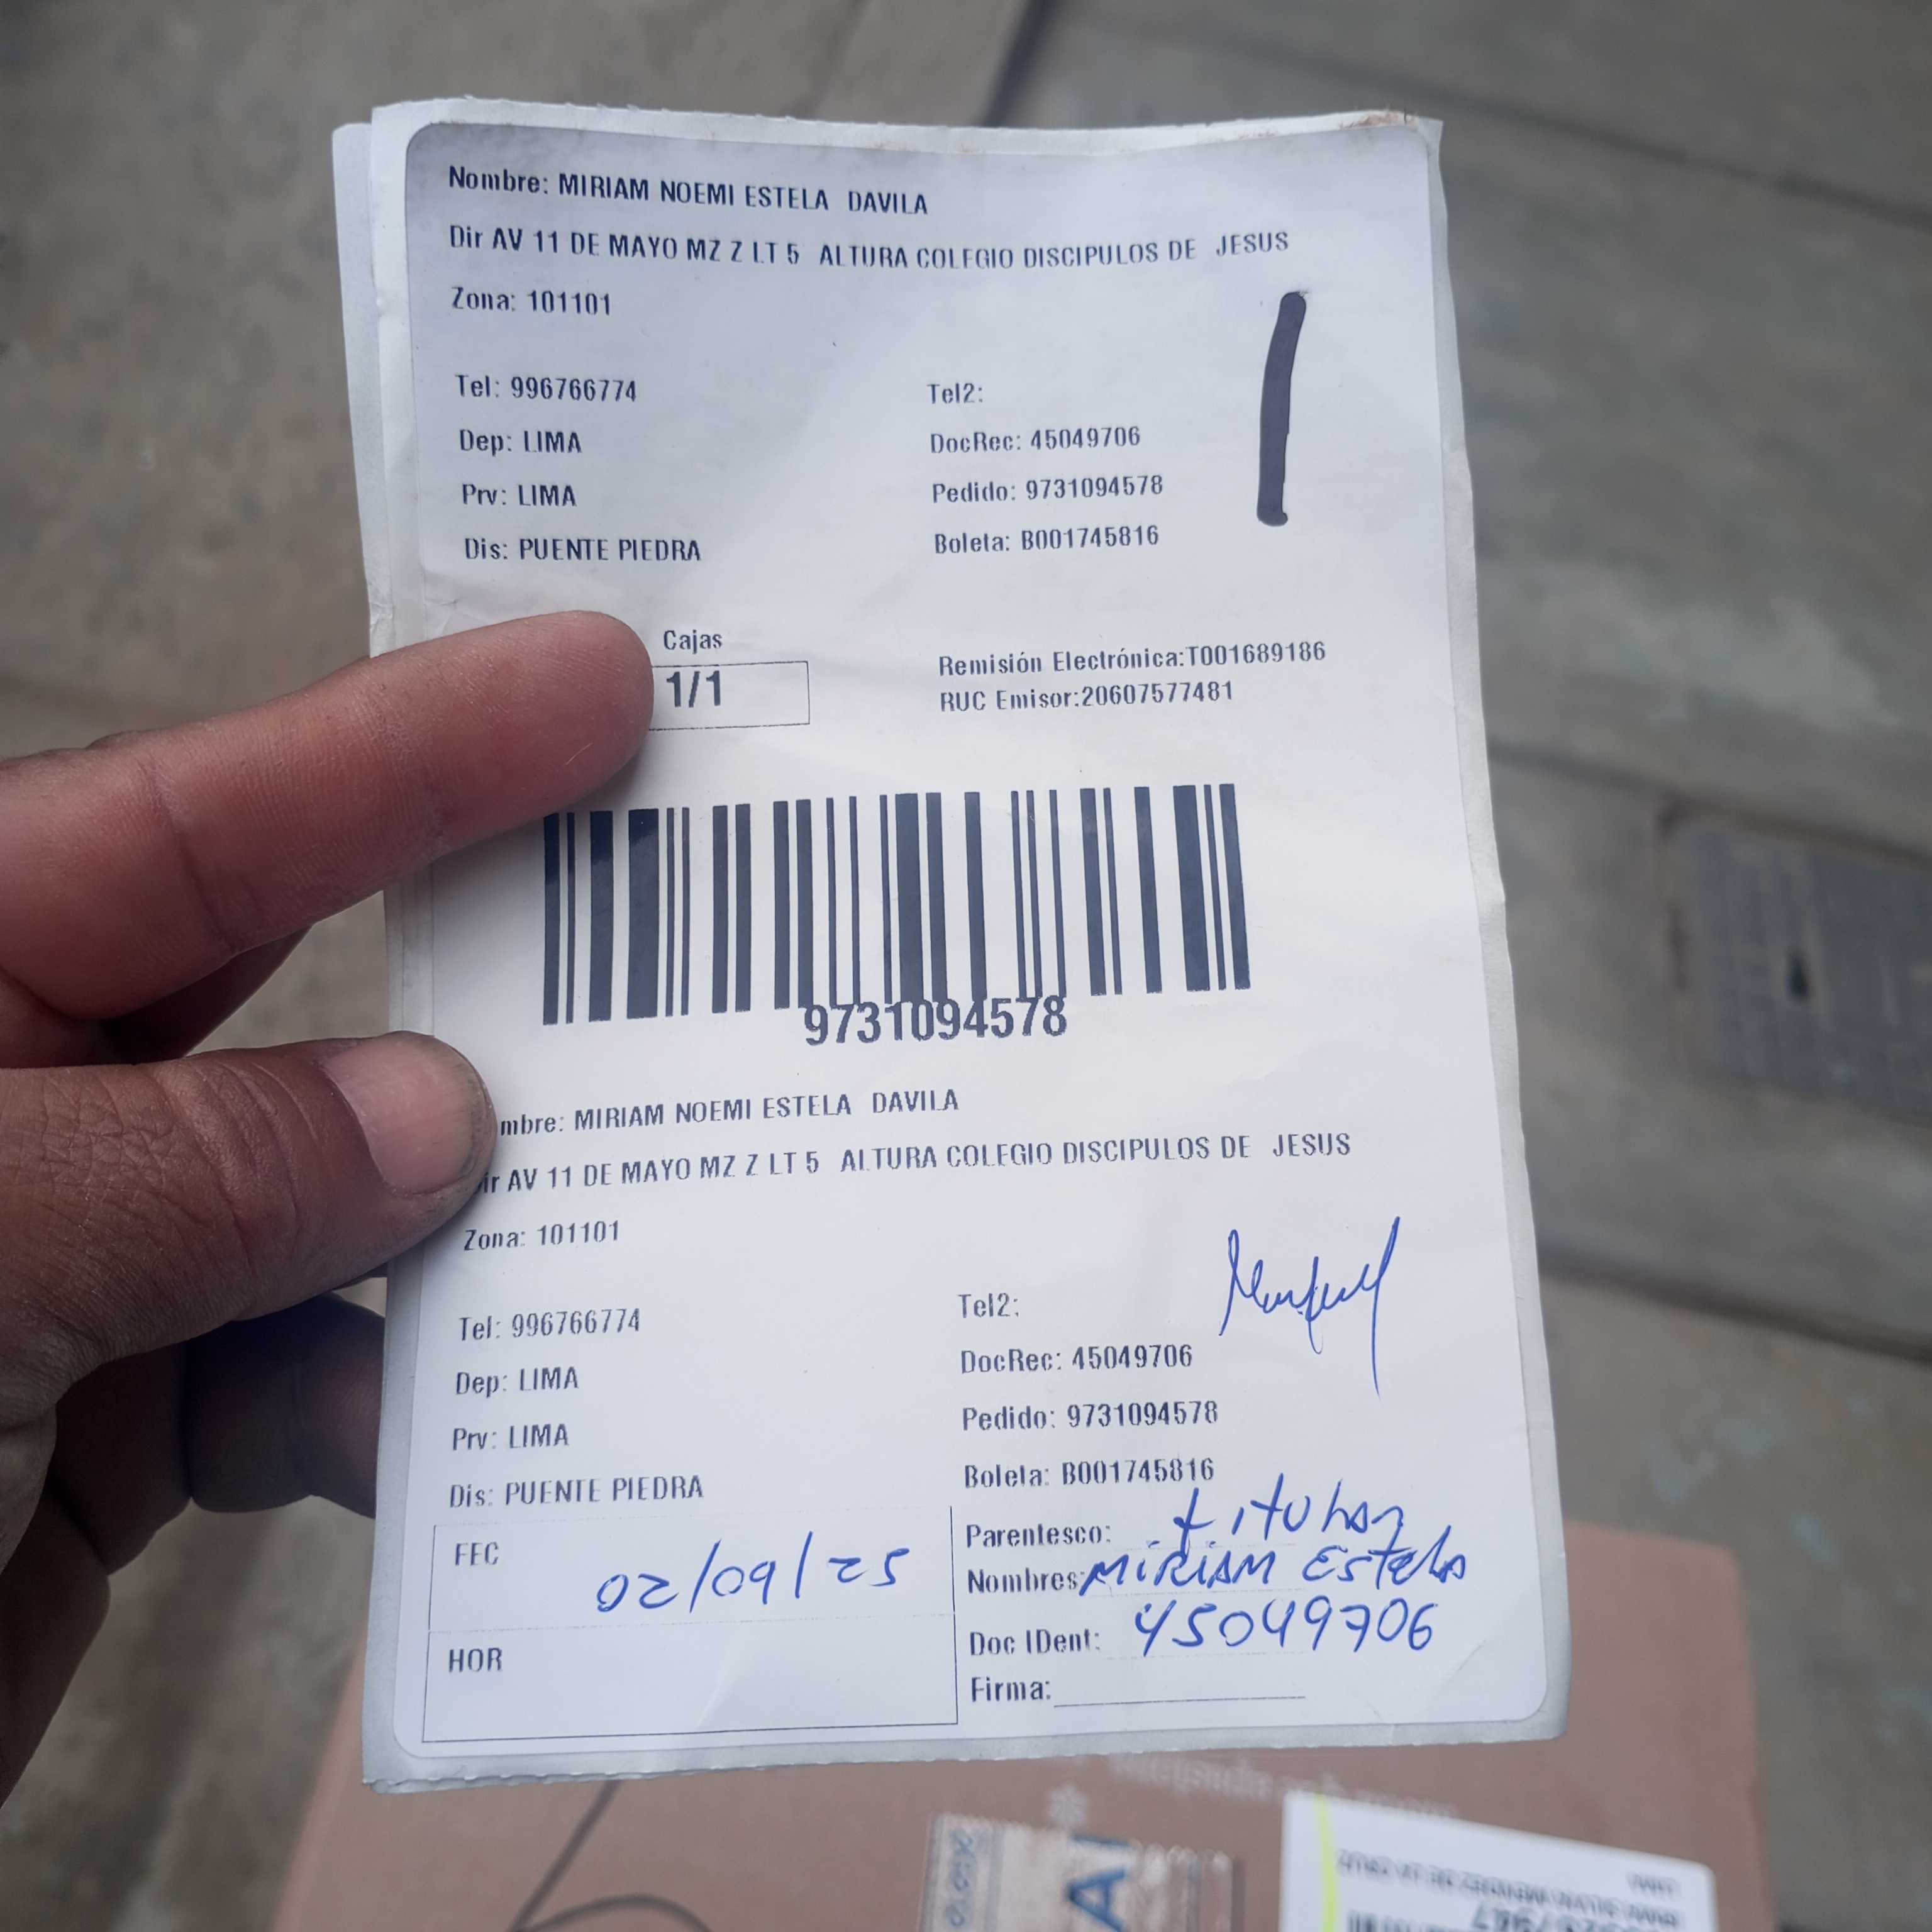 Nombre: MIRIAM NOEMI ESTELA DAVILA
Dir AV 11 DE MAYO MZ Z LT 5 ALTURA COLEGIO DISCIPULOS DE JESUS
Zona: 101101
Tel: 996766774 Tel2:
Dep: LIMA DocRec: 45049706
Prv: LIMA Pedido: 9731094578
Dis: PUENTE PIEDRA Boleta: B001745816
Cajas
1/1
Remisión Electrónica:T001689186
RUC Emisor:20607577481
9731094578
mbre: MIRIAM NOEMI ESTELA DAVILA
ir AV 11 DE MAYO MZ Z LT 5 ALTURA COLEGIO DISCIPULOS DE JESUS
Zona: 101101
Tel: 996766774 Tel2:
Dep: LIMA DocRec: 45049706
Prv: LIMA Pedido: 9731094578
Dis: PUENTE PIEDRA Boleta: B001745816
FEC 02/09/25
HOR
Parentesco: titular
Nombres: MIRIAM Estela
Doc IDent: 45049706
Firma: